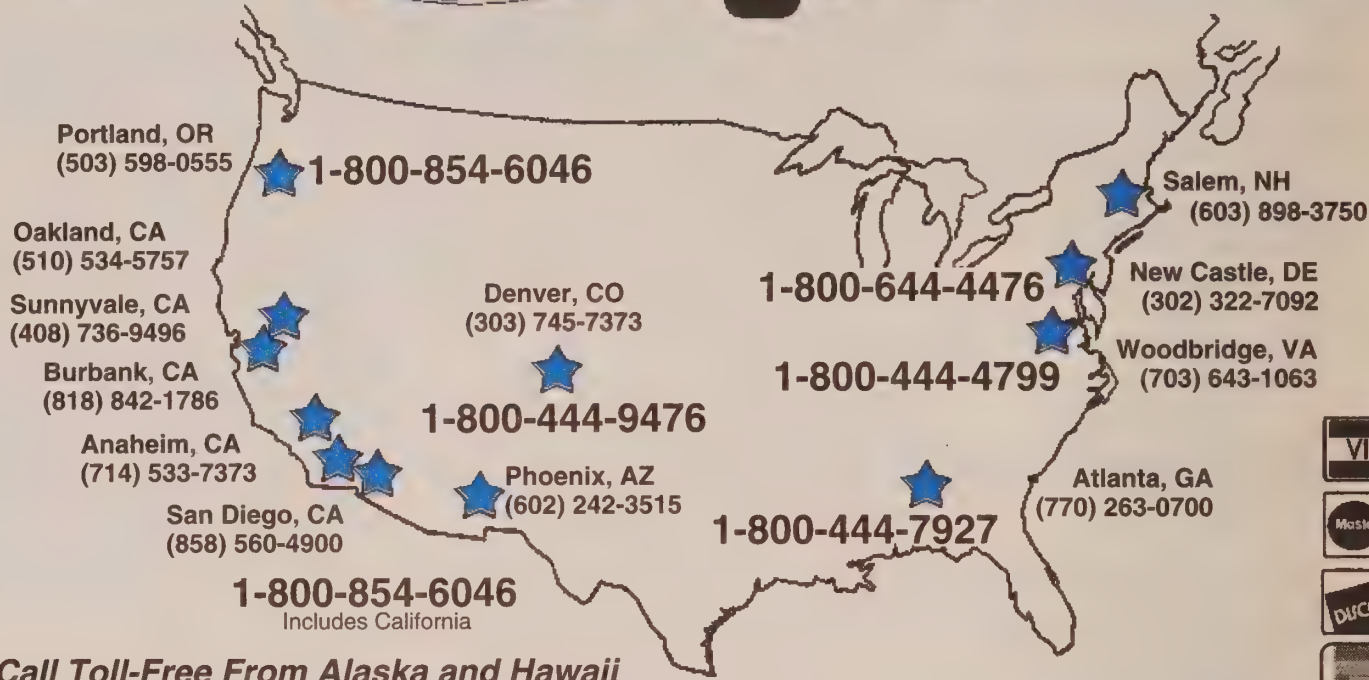 Portland, OR
(503) 598-0555
1-800-854-6046
Oakland, CA
(510) 534-5757
Sunnyvale, CA
(408) 736-9496
Burbank, CA
(818) 842-1786
Anaheim, CA
(714) 533-7373
San Diego, CA
(858) 560-4900
1-800-854-6046
Includes California
Denver, CO
(303) 745-7373
1-800-444-9476
Phoenix, AZ
(602) 242-3515
Salem, NH
(603) 898-3750
1-800-644-4476
New Castle, DE
(302) 322-7092
1-800-444-4799
Woodbridge, VA
(703) 643-1063
Atlanta, GA
(770) 263-0700
1-800-444-7927
Call Toll-Free From Alaska and Hawaii
VI